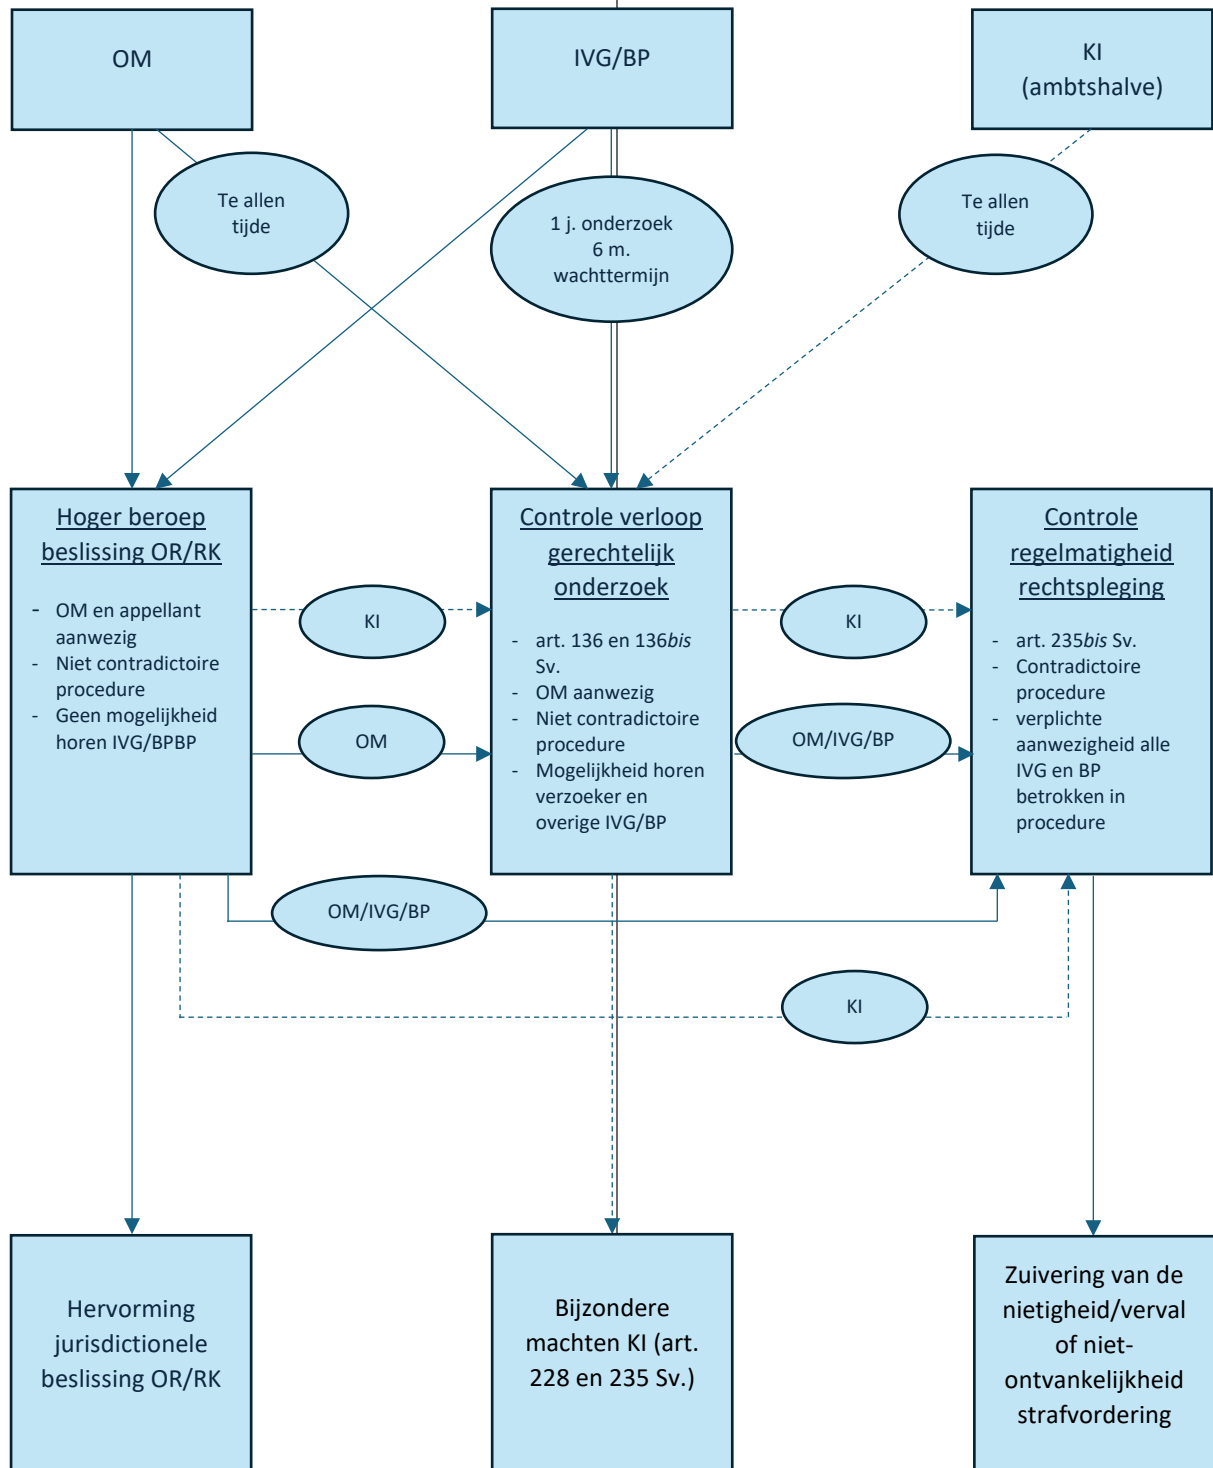 OM
IVG/BP
KI
(ambtshalve)
Te allen
tijde
1 j. onderzoek
6 m.
wachttermijn
Te allen
tijde
Hoger beroep
beslissing OR/RK
- OM en appellant
aanwezig
- Niet contradictoire
procedure
- Geen mogelijkheid
horen IVG/BPBP
KI
OM
Controle verloop
gerechtelijk
onderzoek
- art. 136 en 136bis
Sv.
- OM aanwezig
- Niet contradictoire
procedure
- Mogelijkheid horen
verzoeker en
overige IVG/BP
KI
OM/IVG/BP
Controle
regelmatigheid
rechtspleging
- art. 235bis Sv.
- Contradictoire
procedure
- verplichte
aanwezigheid alle
IVG en BP
betrokken in
procedure
OM/IVG/BP
KI
Hervorming
jurisdictionele
beslissing OR/RK
Bijzondere
machten KI (art.
228 en 235 Sv.)
Zuivering van de
nietigheid/verval
of niet-
ontvankelijkheid
strafvordering